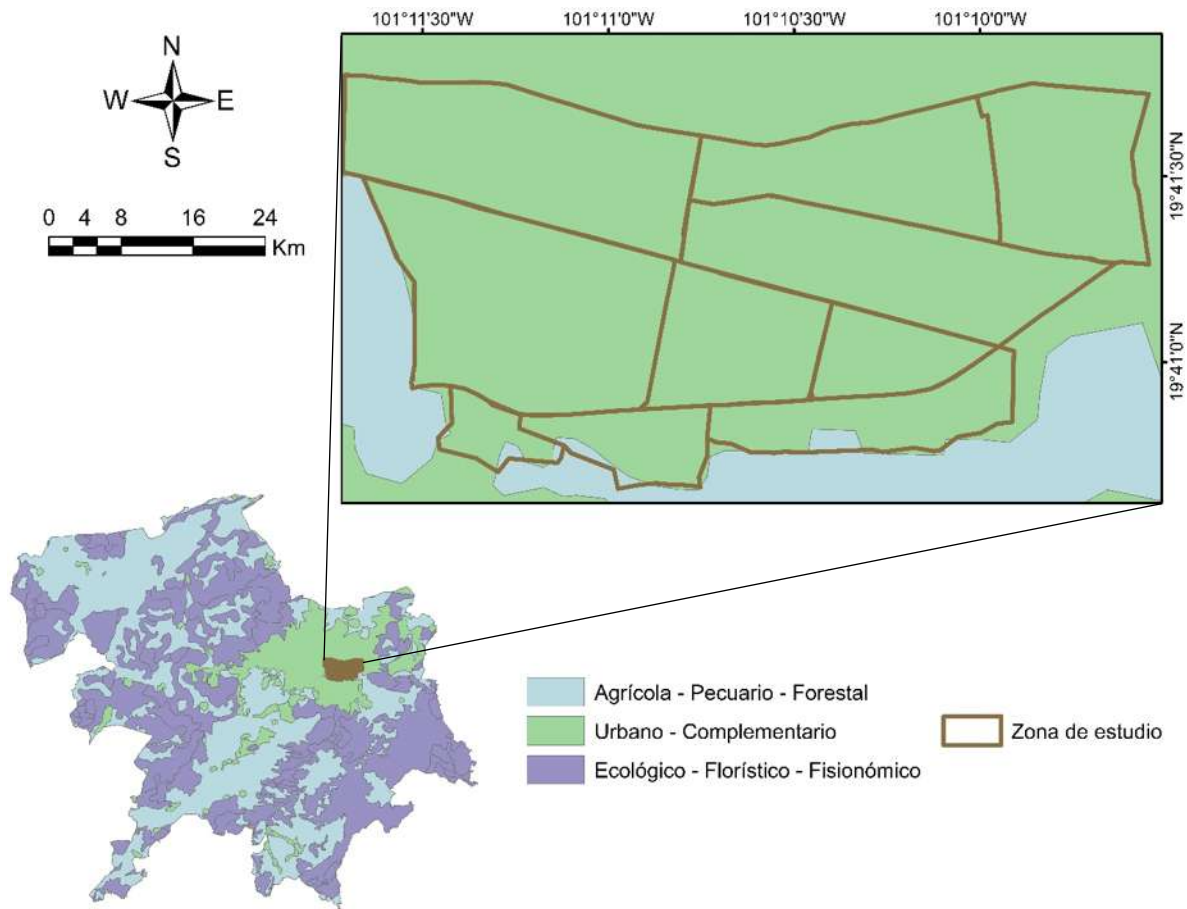 101°11'30"W 101°11'0"W 101°10'30"W 101°10'0"W
N
W E
S
0 4 8 16 24
Km
19°41'30"N
19°41'0"N
Agrícola - Pecuario - Forestal
Urbano - Complementario
Ecológico - Florístico - Fisionómico
Zona de estudio